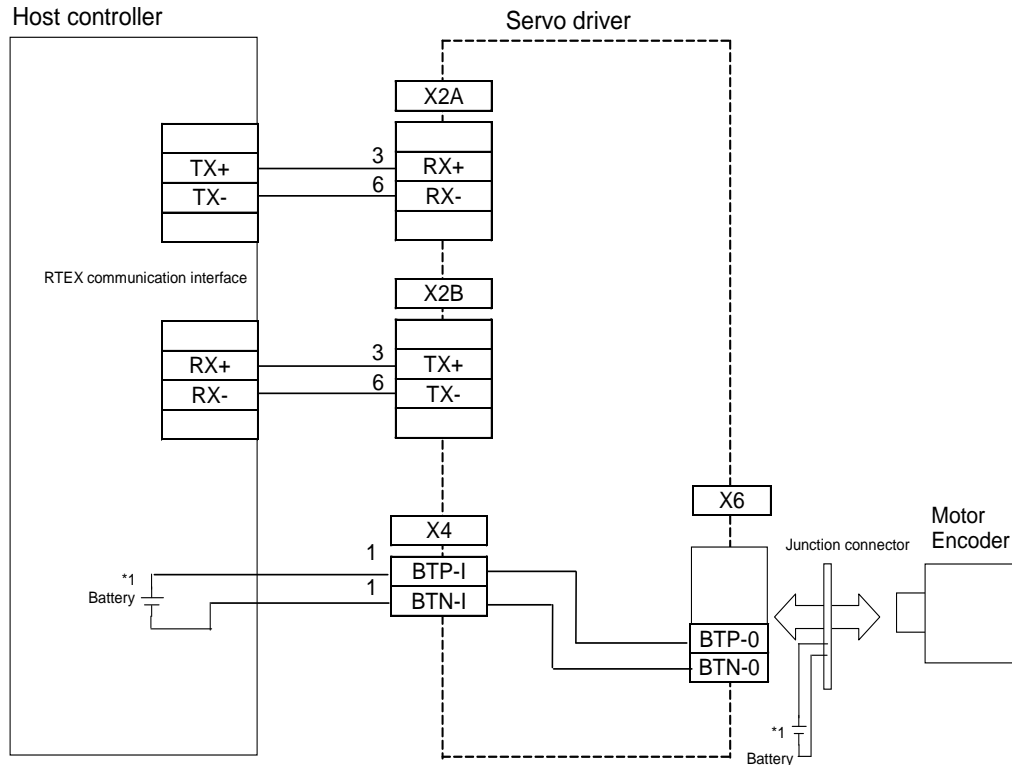 Host controller
Servo driver
X2A
TX+
3
RX+
TX-
6
RX-
RTEX communication interface
X2B
RX+
3
TX+
RX-
6
TX-
X6
X4
Junction connector
Motor
Encoder
*1
Battery
1
BTP-I
1
BTN-I
BTP-0
BTN-0
*1
Battery